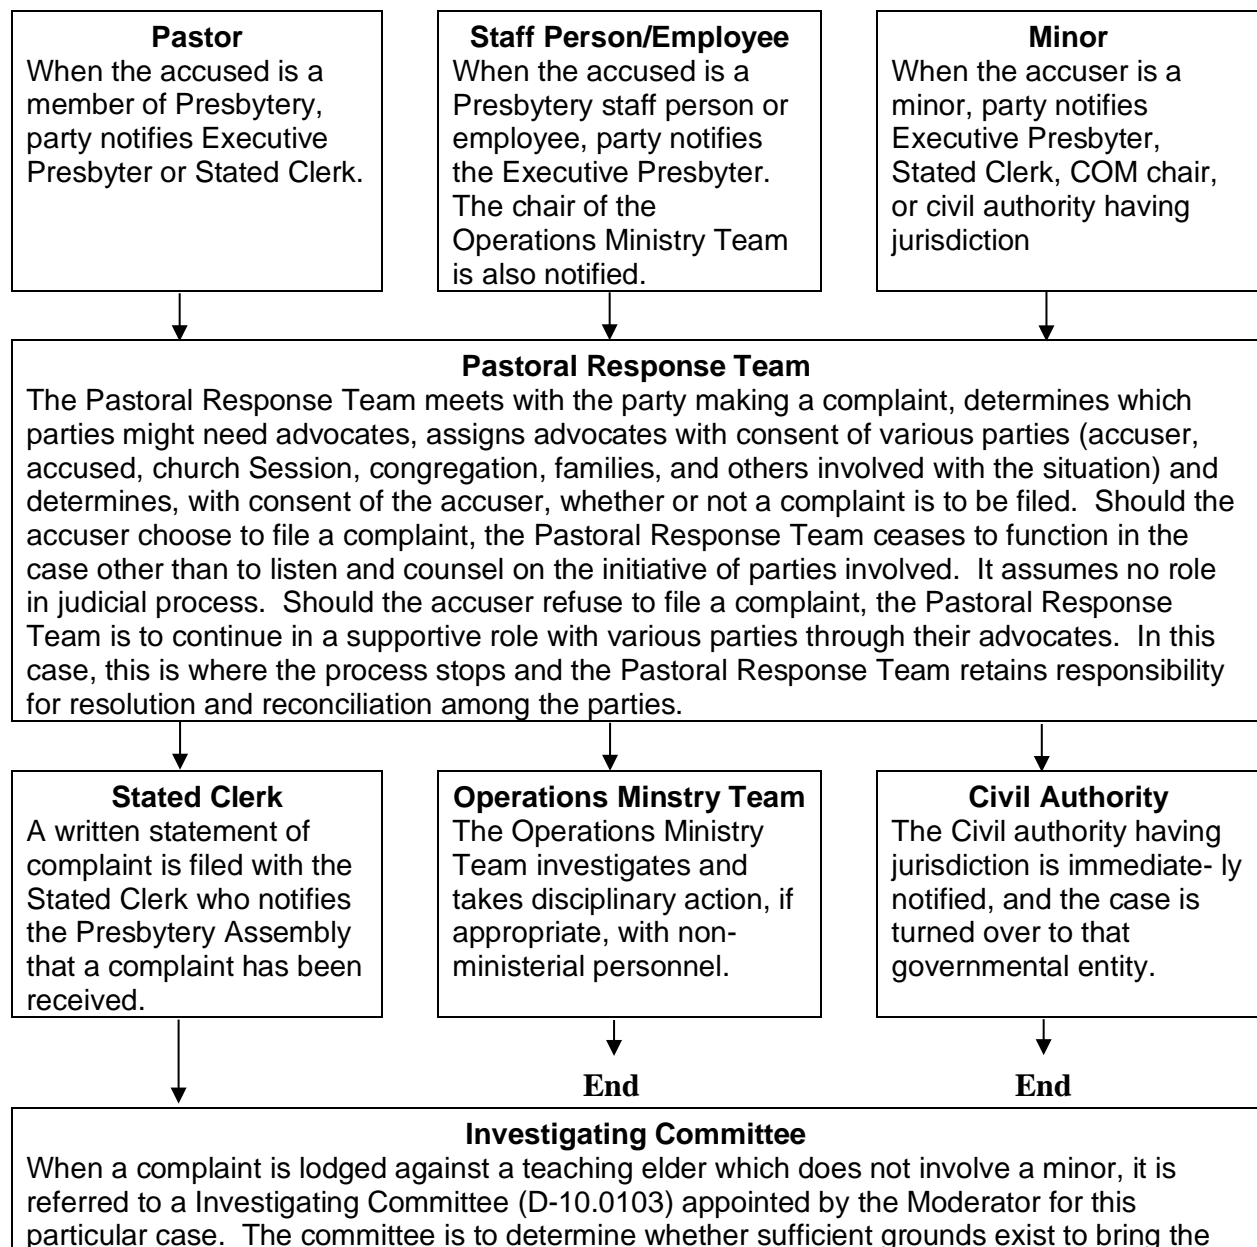 Pastor
When the accused is a
member of Presbytery,
party notifies Executive
Presbyter or Stated Clerk.
Staff Person/Employee
When the accused is a
Presbytery staff person or
employee, party notifies
the Executive Presbyter.
The chair of the
Operations Ministry Team
is also notified.
Minor
When the accuser is a
minor, party notifies
Executive Presbyter,
Stated Clerk, COM chair,
or civil authority having
jurisdiction
Pastoral Response Team
The Pastoral Response Team meets with the party making a complaint, determines which
parties might need advocates, assigns advocates with consent of various parties (accuser,
accused, church Session, congregation, families, and others involved with the situation) and
determines, with consent of the accuser, whether or not a complaint is to be filed.  Should the
accuser choose to file a complaint, the Pastoral Response Team ceases to function in the
case other than to listen and counsel on the initiative of parties involved.  It assumes no role
in judicial process.  Should the accuser refuse to file a complaint, the Pastoral Response
Team is to continue in a supportive role with various parties through their advocates.  In this
case, this is where the process stops and the Pastoral Response Team retains responsibility
for resolution and reconciliation among the parties.
Stated Clerk
A written statement of
complaint is filed with the
Stated Clerk who notifies
the Presbytery Assembly
that a complaint has been
received.
Operations Minstry Team
The Operations Ministry
Team investigates and
takes disciplinary action, if
appropriate, with non-
ministerial personnel.
Civil Authority
The Civil authority having
jurisdiction is immediate- ly
notified, and the case is
turned over to that
governmental entity.
End
End
Investigating Committee
When a complaint is lodged against a teaching elder which does not involve a minor, it is
referred to a Investigating Committee (D-10.0103) appointed by the Moderator for this
particular case.  The committee is to determine whether sufficient grounds exist to bring the